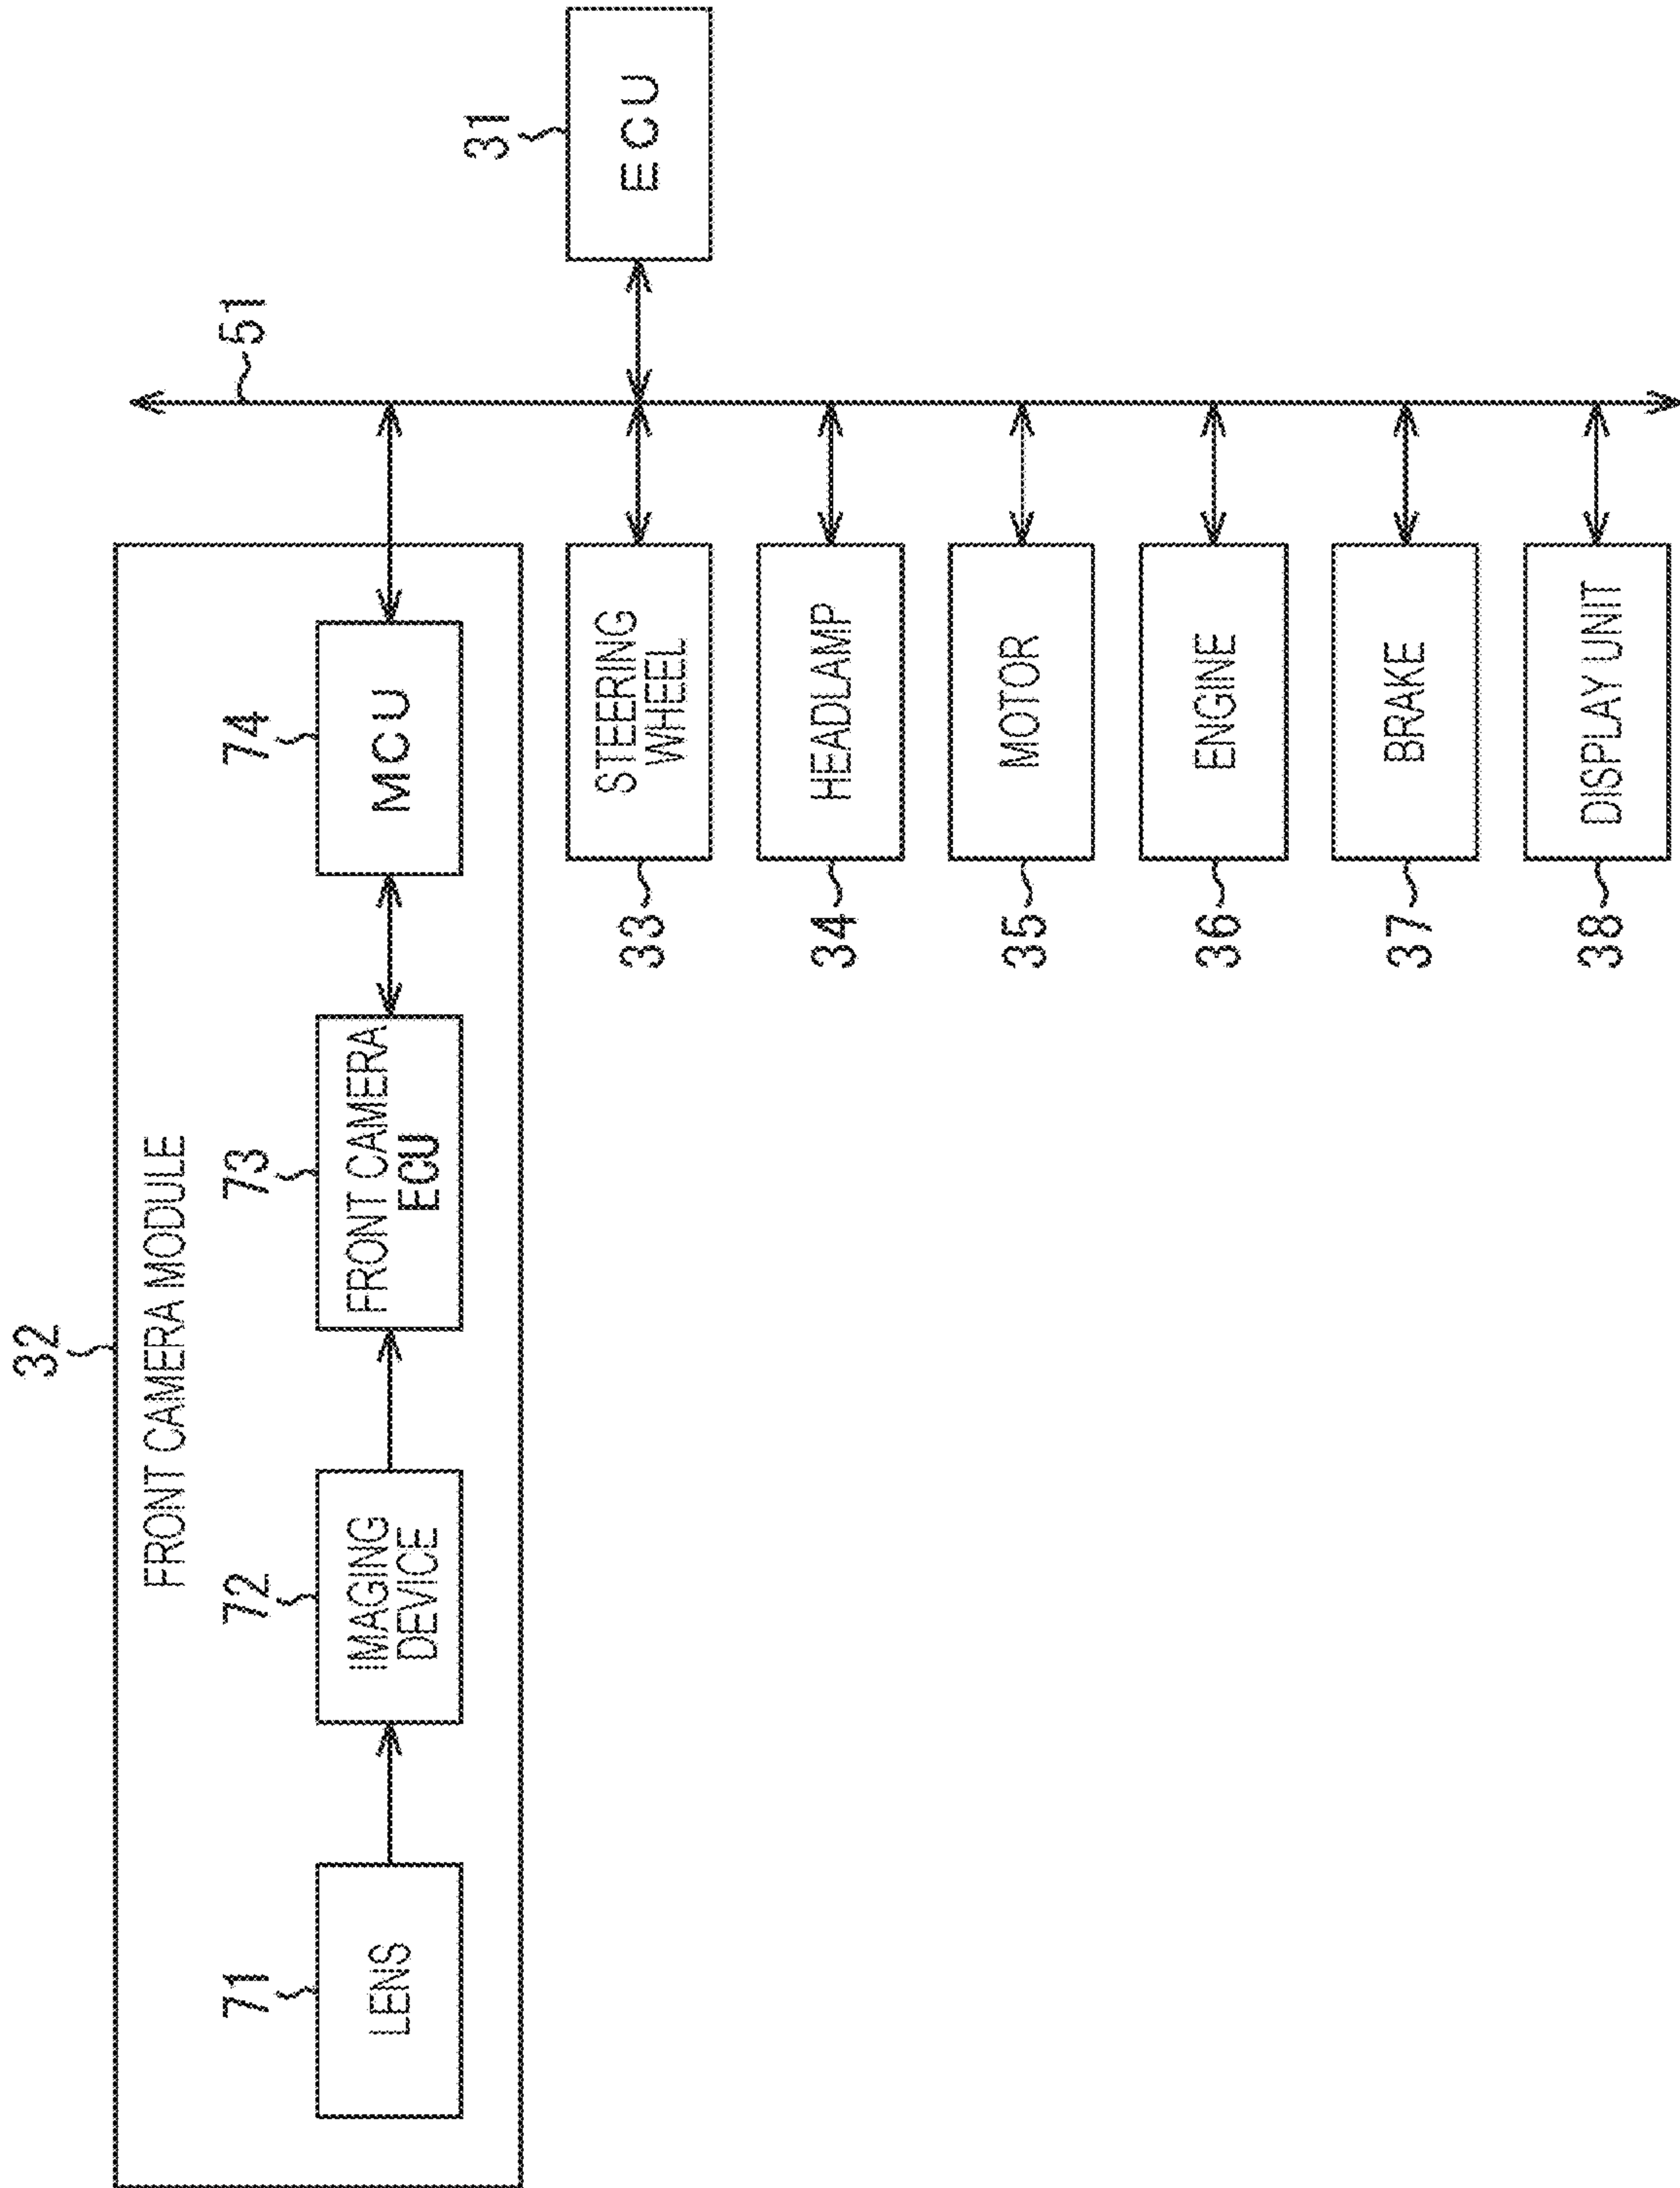 32
FRONT CAMERA MODULE
71
72
73
74
51
31
LENS
IMAGING
DEVICE
FRONT CAMERA
ECU
MCU
ECU
33
STEERING
WHEEL
34
HEADLAMP
35
MOTOR
36
ENGINE
37
BRAKE
38
DISPLAY UNIT